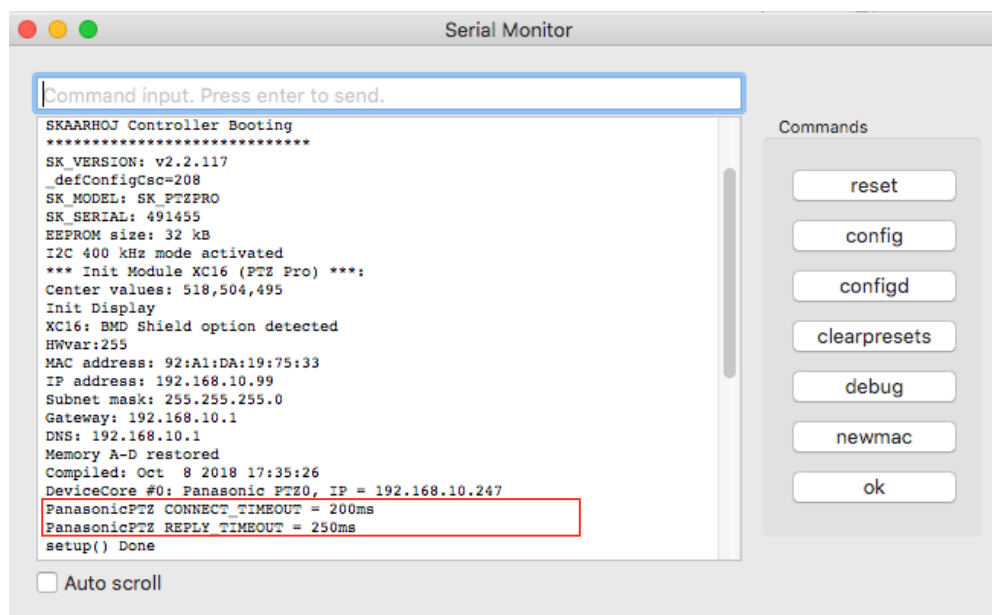 Serial Monitor
Command input. Press enter to send.
SKAARHOJ Controller Booting
*****************************
SK_VERSION: v2.2.117
_defConfigCsc=208
SK_MODEL: SK_PTZPRO
SK_SERIAL: 491455
EEPROM size: 32 kB
I2C 400 kHz mode activated
*** Init Module XC16 (PTZ Pro) ***:
Center values: 518,504,495
Init Display
XC16: BMD Shield option detected
HWvar:255
MAC address: 92:A1:DA:19:75:33
IP address: 192.168.10.99
Subnet mask: 255.255.255.0
Gateway: 192.168.10.1
DNS: 192.168.10.1
Memory A-D restored
Compiled: Oct  8 2018 17:35:26
DeviceCore #0: Panasonic PTZ0, IP = 192.168.10.247
PanasonicPTZ CONNECT_TIMEOUT = 200ms
PanasonicPTZ REPLY_TIMEOUT = 250ms
setup() Done
Auto scroll
Commands
reset
config
configd
clearpresets
debug
newmac
ok